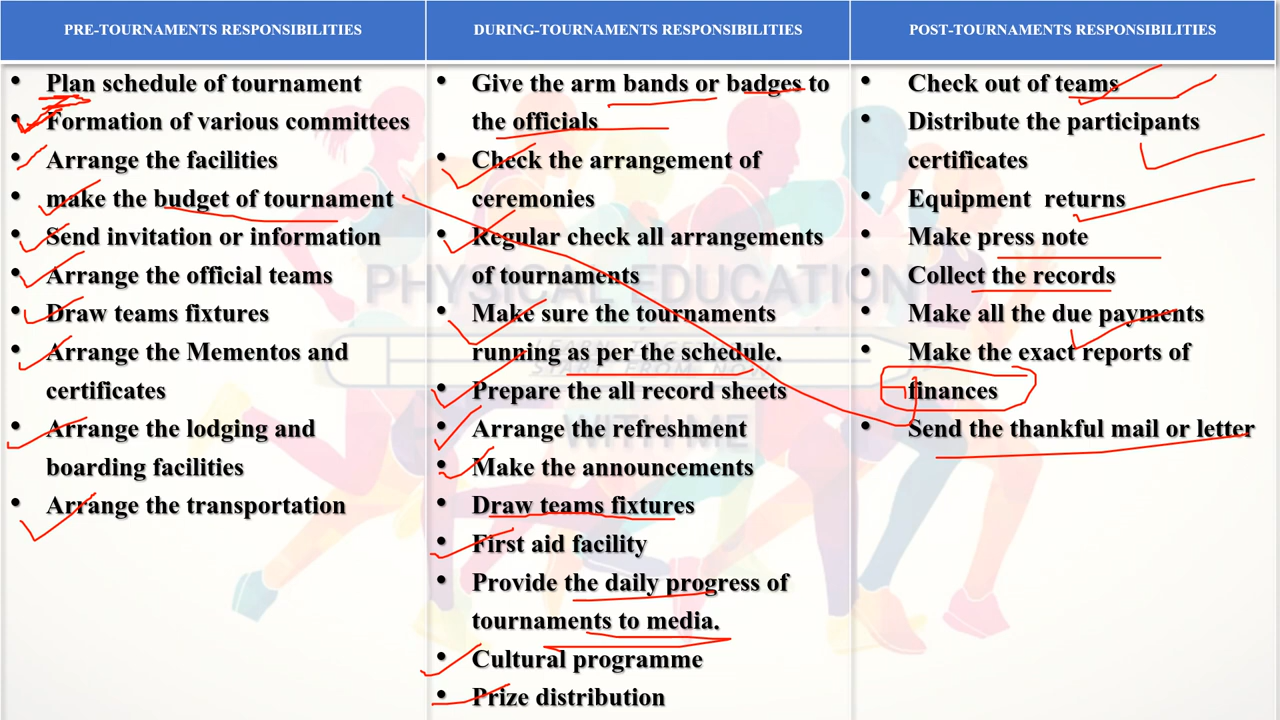 PRE-TOURNAMENTS RESPONSIBILITIES
• Plan schedule of tournament
• Formation of various committees
• Arrange the facilities
• make the budget of tournament
• Send invitation or information
• Arrange the official teams
• Draw teams fixtures
• Arrange the Mementos and
certificates
• Arrange the lodging and
boarding facilities
• Arrange the transportation
DURING-TOURNAMENTS RESPONSIBILITIES
• Give the arm bands or badges to
the officials
• Check the arrangement of
ceremonies
• Regular check all arrangements
of tournaments
• Make sure the tournaments
running as per the schedule.
• Prepare the all record sheets
• Arrange the refreshment
• Make the announcements
• Draw teams fixtures
• First aid facility
• Provide the daily progress of
tournaments to media.
• Cultural programme
• Prize distribution
POST-TOURNAMENTS RESPONSIBILITIES
• Check out of teams
• Distribute the participants
certificates
• Equipment returns
• Make press note
• Collect the records
• Make all the due payments
• Make the exact reports of
finances
• Send the thankful mail or letter
PHYSICAL EDUCATION
START FROM NOW
WITH ME